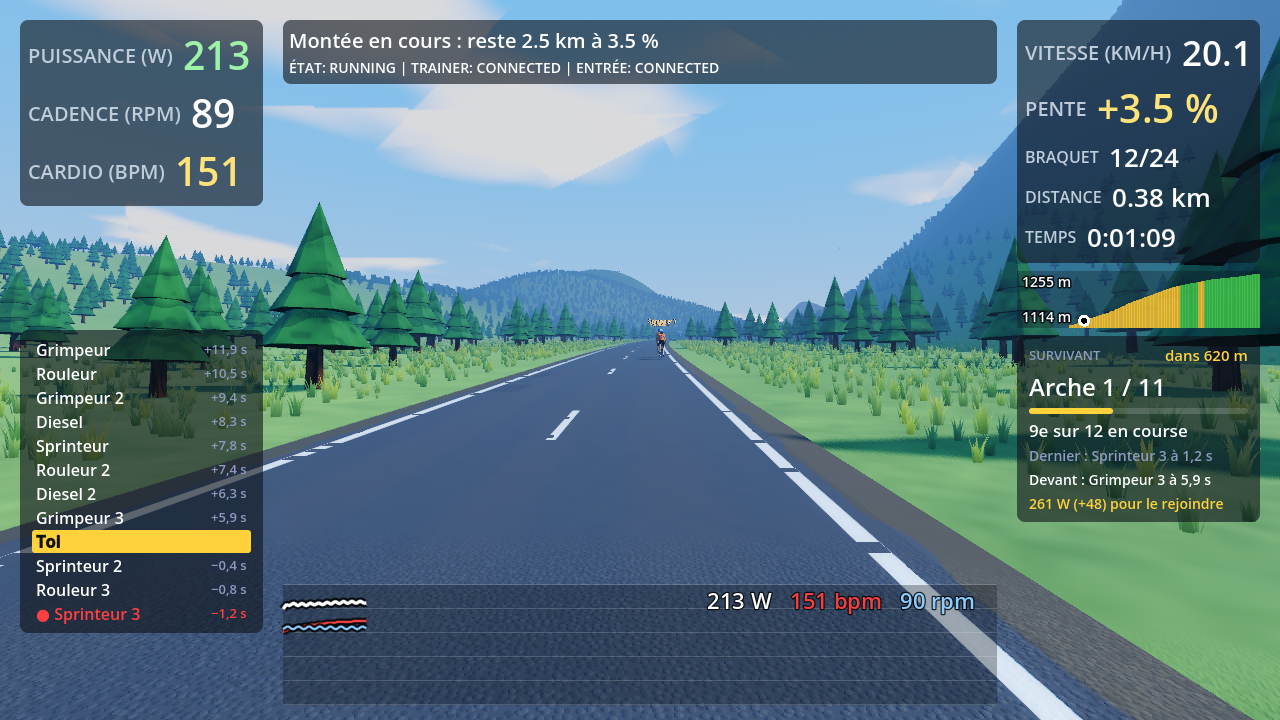 PUISSANCE (W) 213
CADENCE (RPM) 89
CARDIO (BPM) 151
Montée en cours : reste 2.5 km à 3.5 %
ÉTAT: RUNNING | TRAINER: CONNECTED | ENTRÉE: CONNECTED
VITESSE (KM/H) 20.1
PENTE +3.5 %
BRAQUET 12/24
DISTANCE 0.38 km
TEMPS 0:01:09
1255 m
1114 m
SURVIVANT dans 620 m
Arche 1 / 11
9e sur 12 en course
Dernier : Sprinteur 3 à 1,2 s
Devant : Grimpeur 3 à 5,9 s
261 W (+48) pour le rejoindre
Grimpeur +11,9 s
Rouleur +10,5 s
Grimpeur 2 +9,4 s
Diesel +8,3 s
Sprinteur +7,8 s
Rouleur 2 +7,4 s
Diesel 2 +6,3 s
Grimpeur 3 +5,9 s
Sprinteur 2 −0,4 s
Rouleur 3 −0,8 s
Sprinteur 3 −1,2 s
213 W 151 bpm 90 rpm